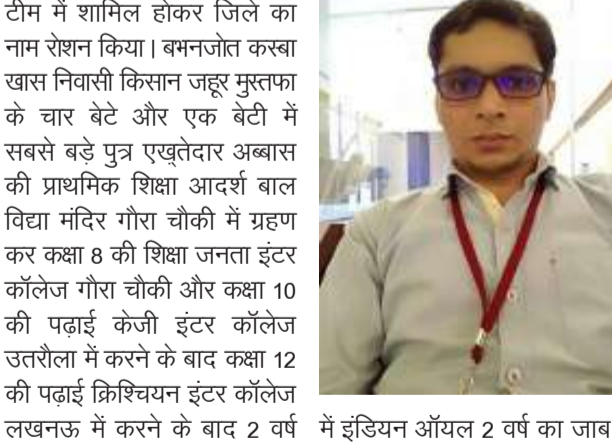 टीम में शामिल होकर जिले का
नाम रोशन किया। बभनजोत कस्बा
खास निवासी किसान जहूर मुस्तफा
के चार बेटे और एक बेटी में
सबसे बड़े पुत्र एख्तेदार अब्बास
की प्राथमिक शिक्षा आदर्श बाल
विद्या मंदिर गौरा चौकी में ग्रहण
कर कक्षा 8 की शिक्षा जनता इंटर
कॉलेज गौरा चौकी और कक्षा 10
की पढ़ाई केजी इंटर कॉलेज
उतरौला में करने के बाद कक्षा 12
की पढ़ाई क्रिश्चियन इंटर कॉलेज
लखनऊ में करने के बाद 2 वर्ष
में इंडियन ऑयल 2 वर्ष का जाब